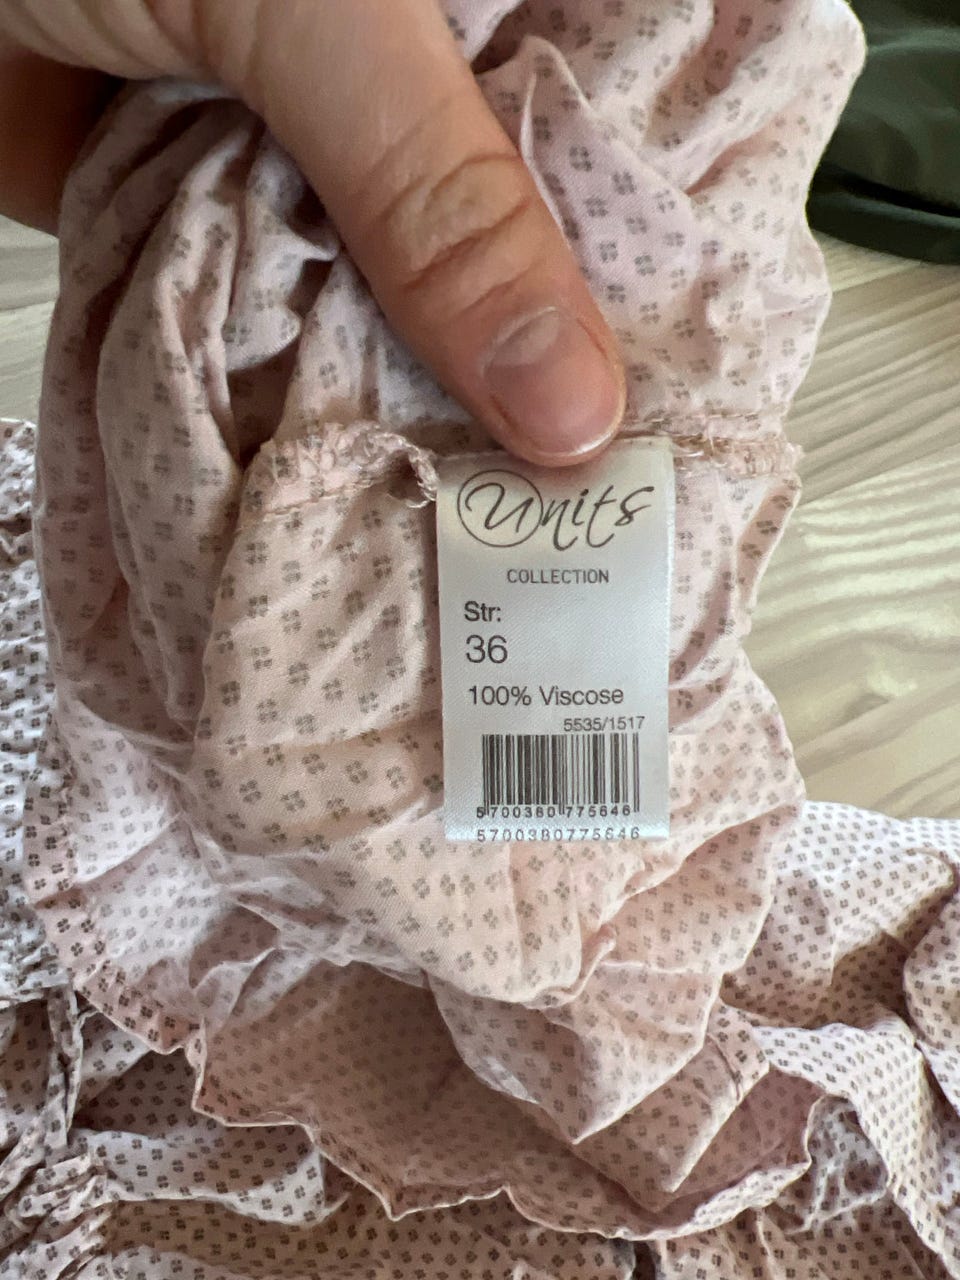 Units
COLLECTION
Str:
36
100% Viscose
5535/1517
5700380775646
5700380775646